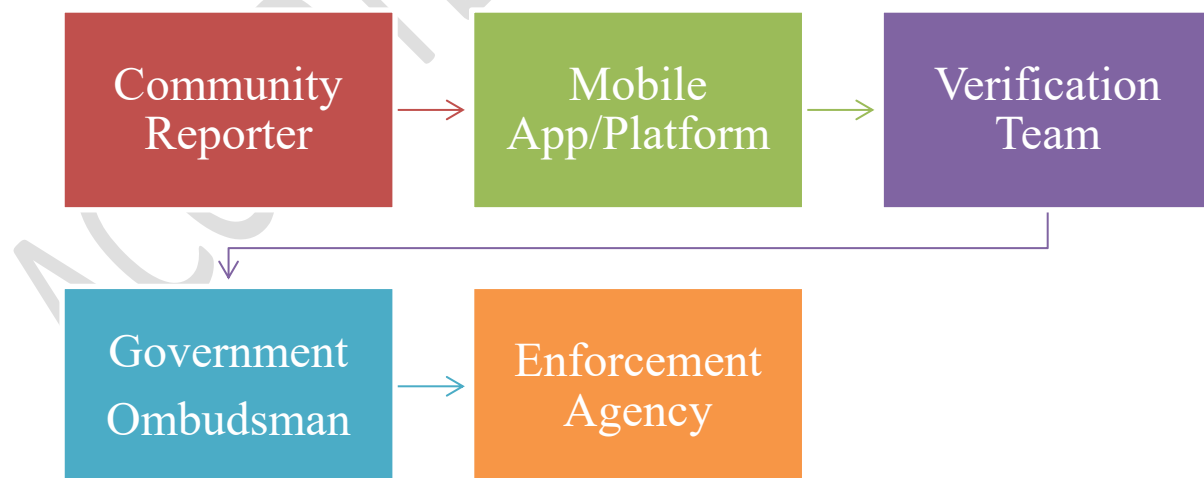 Community
Reporter
Mobile
App/Platform
Verification
Team
Government
Ombudsman
Enforcement
Agency